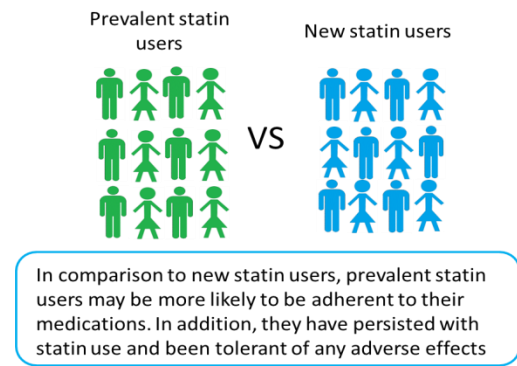 Prevalent statin
users
New statin users
VS
In comparison to new statin users, prevalent statin
users may be more likely to be adherent to their
medications. In addition, they have persisted with
statin use and been tolerant of any adverse effects